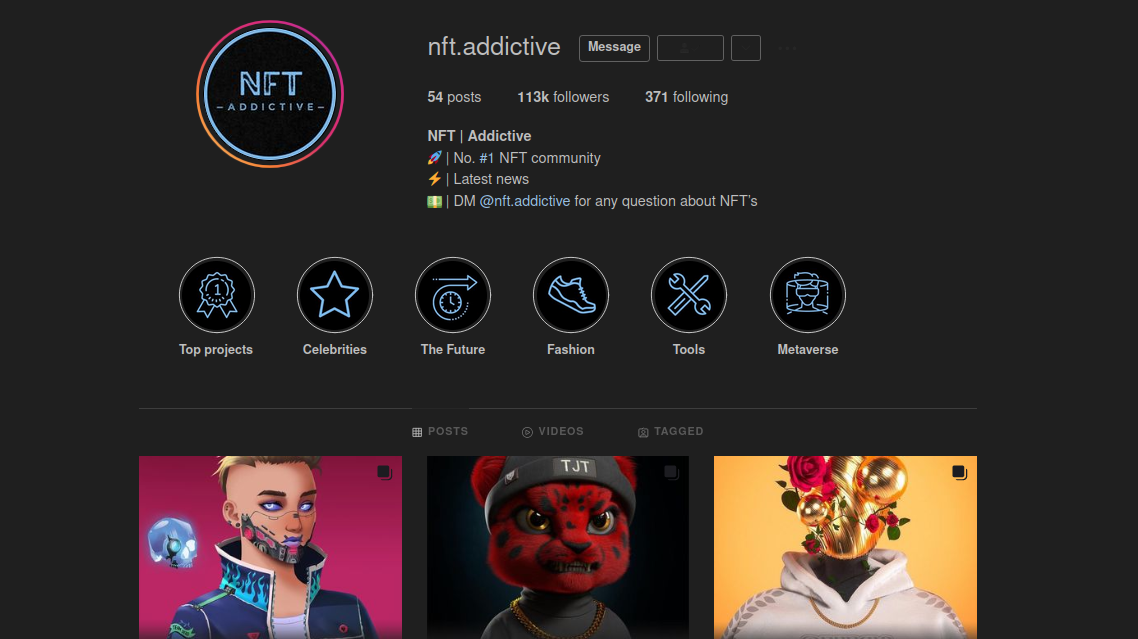 NFT
-ADDICTIVE-
nft.addictive
Message
54 posts 113k followers 371 following
NFT | Addictive
🚀 | No. #1 NFT community
⚡ | Latest news
💵 | DM @nft.addictive for any question about NFT's
1
Top projects Celebrities The Future Fashion Tools Metaverse
POSTS VIDEOS TAGGED
TJT